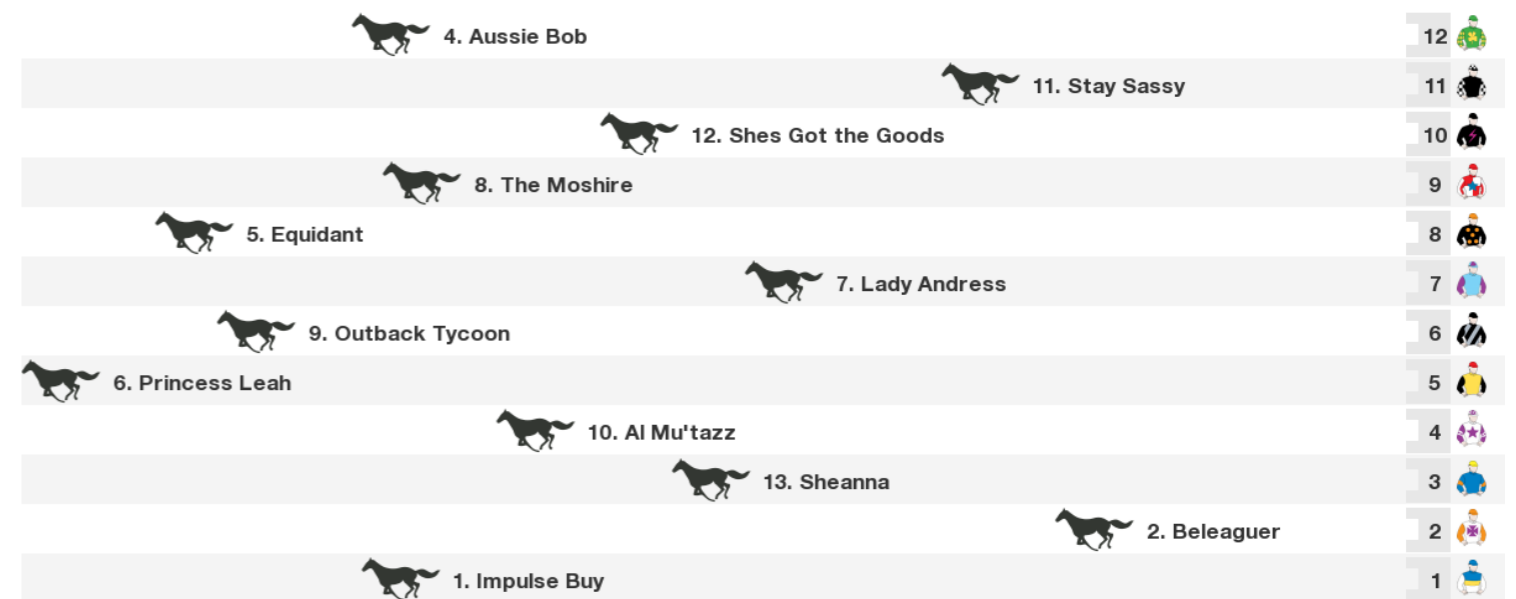 4. Aussie Bob 12
11. Stay Sassy 11
12. Shes Got the Goods 10
8. The Moshire 9
5. Equidant 8
7. Lady Andress 7
9. Outback Tycoon 6
6. Princess Leah 5
10. Al Mu'tazz 4
13. Sheanna 3
2. Beleaguer 2
1. Impulse Buy 1